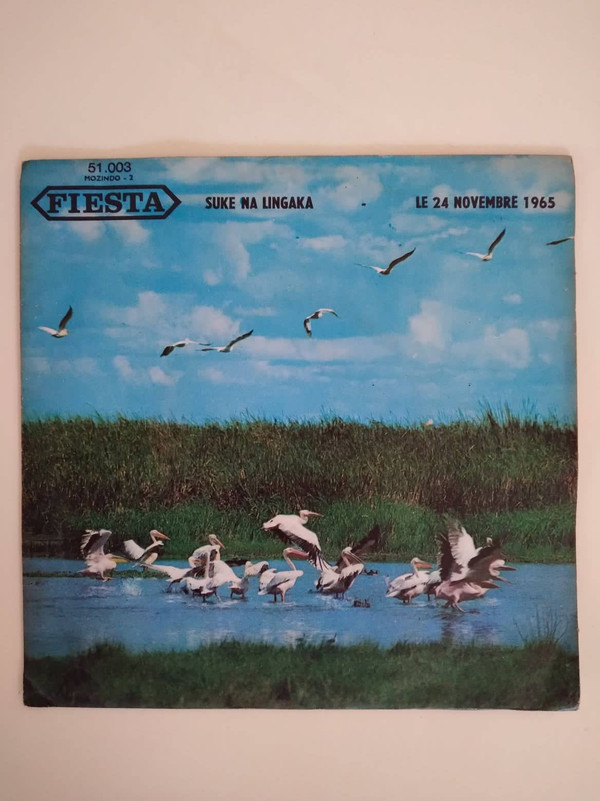 51.003
MOZINDO - 2
FIESTA
SUKE NA LINGAKA - LE 24 NOVEMBRE 1965